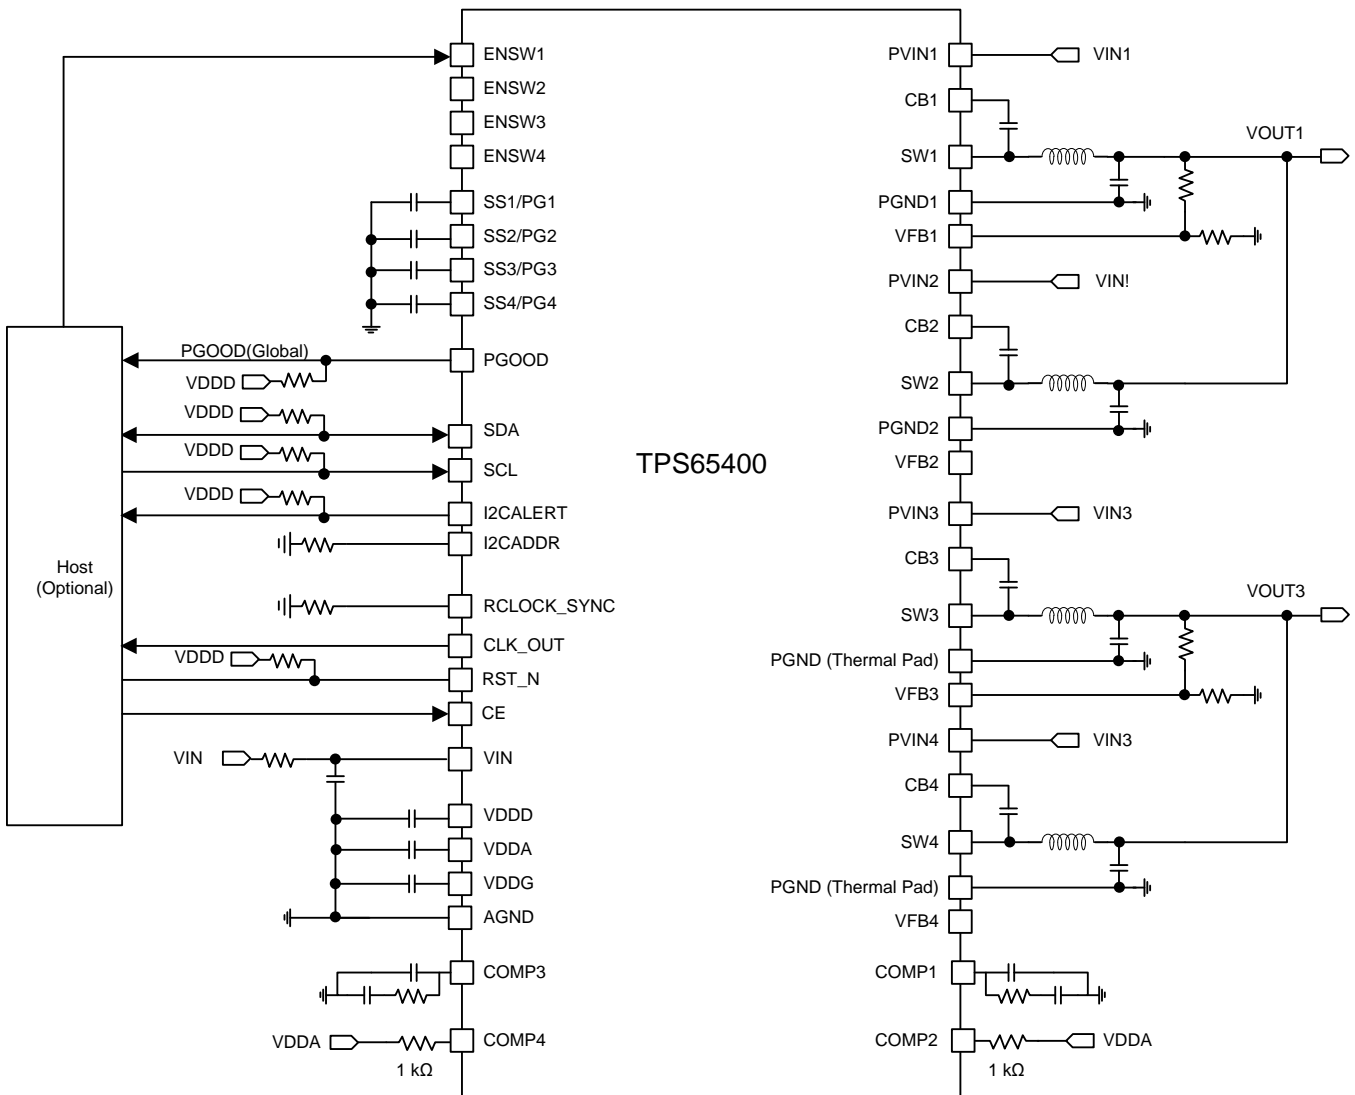 ENSW1
ENSW2
ENSW3
ENSW4
SS1/PG1
SS2/PG2
SS3/PG3
SS4/PG4
PGOOD(Global)
PGOOD
VDDD
VDDD
SDA
VDDD
SCL
VDDD
I2CALERT
I2CADDR
Host
(Optional)
RCLOCK_SYNC
CLK_OUT
VDDD
RST_N
CE
VIN
VIN
VDDD
VDDA
VDDG
AGND
COMP3
VDDA
COMP4
1 kΩ
TPS65400
PVIN1
VIN1
CB1
VOUT1
SW1
PGND1
VFB1
PVIN2
VIN!
CB2
SW2
PGND2
VFB2
PVIN3
VIN3
CB3
VOUT3
SW3
PGND (Thermal Pad)
VFB3
PVIN4
VIN3
CB4
SW4
PGND (Thermal Pad)
VFB4
COMP1
COMP2
VDDA
1 kΩ